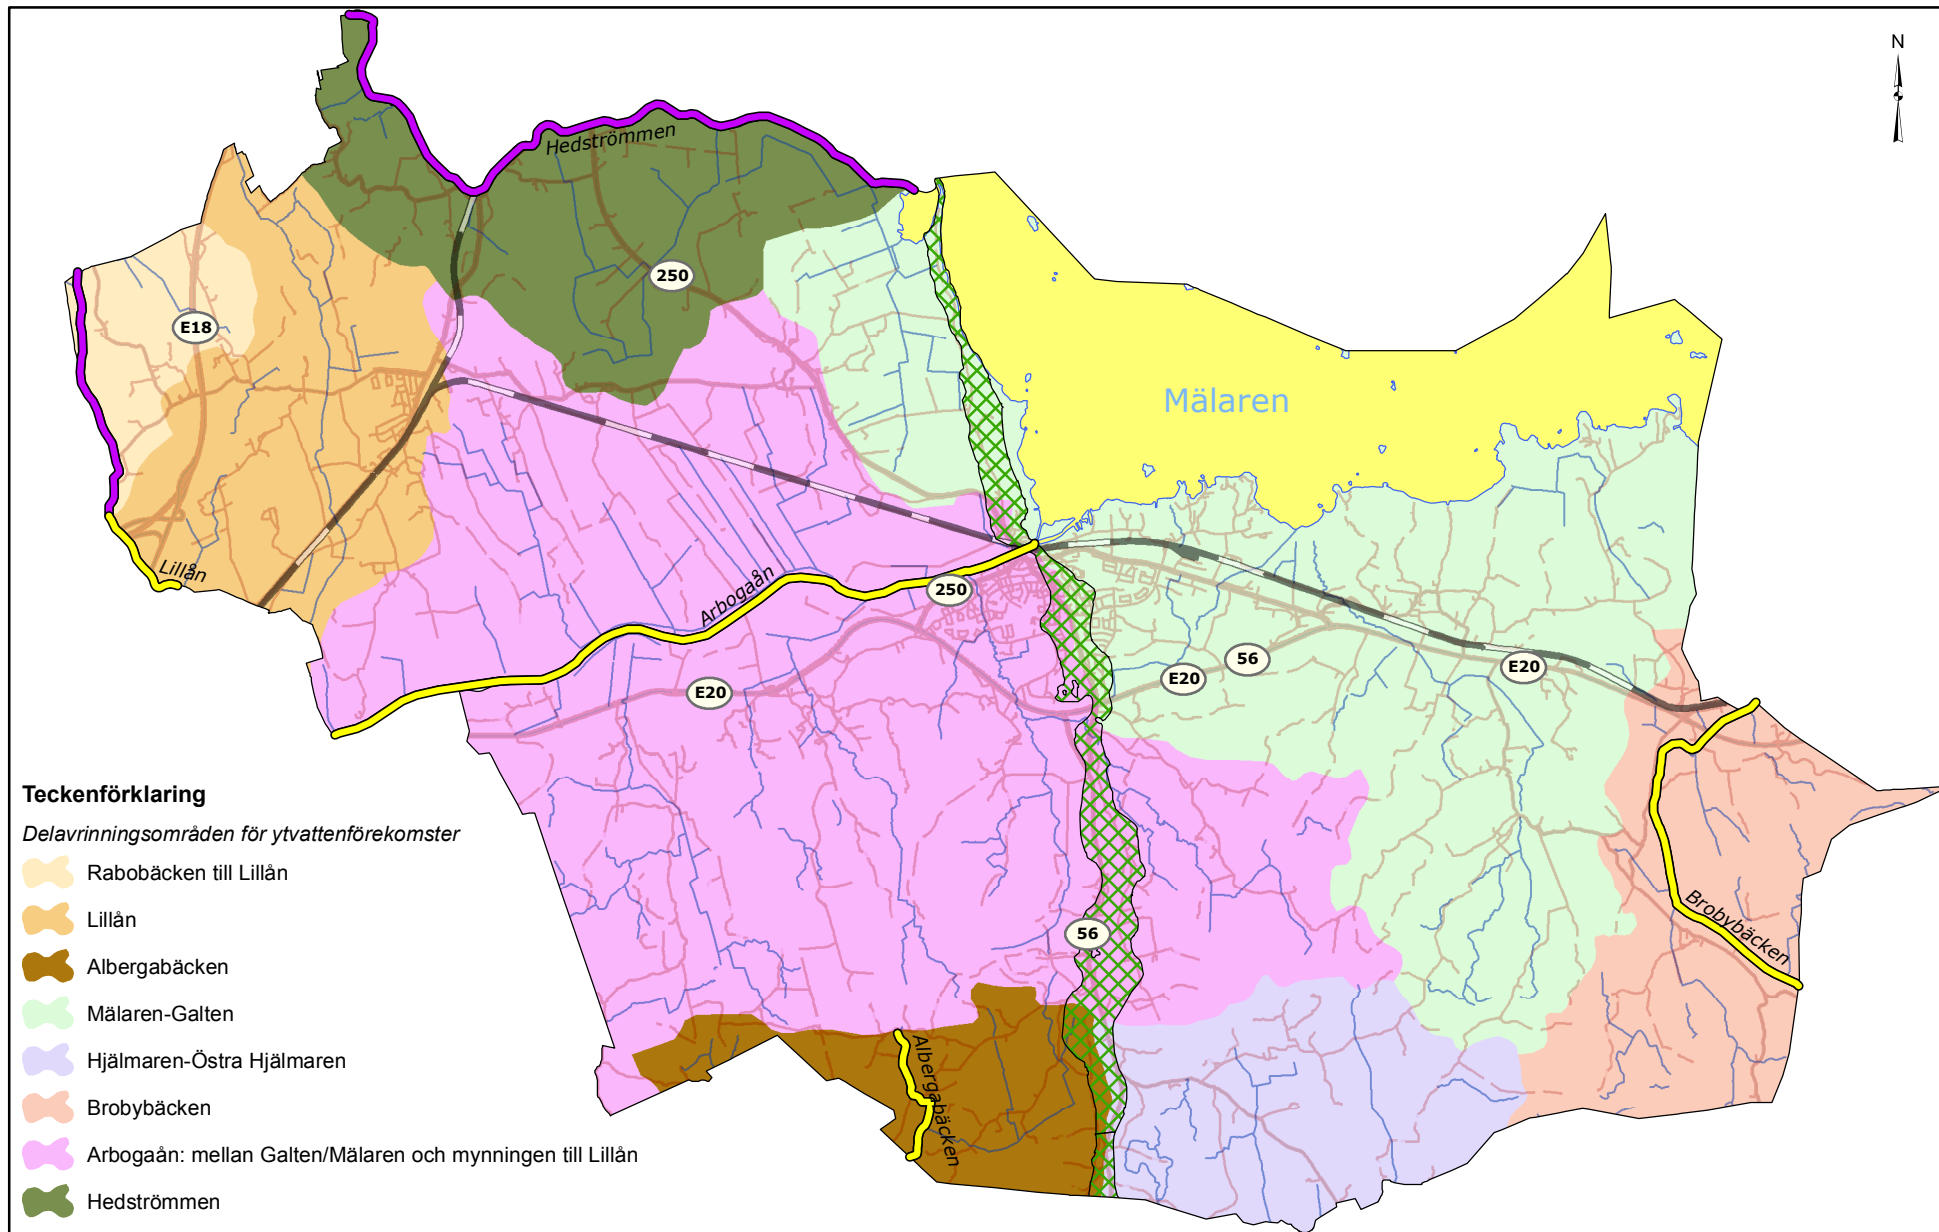 N
Hedströmmen
250
E18
Mälaren
Lillån
Arbogaån
250
56
E20
E20
E20
Brobybäcken
56
Albergabäcken
Teckenförklaring
Delavrinningsområden för ytvattenförekomster
Rabobäcken till Lillån
Lillån
Albergabäcken
Mälaren-Galten
Hjälmaren-Östra Hjälmaren
Brobybäcken
Arbogaån: mellan Galten/Mälaren och mynningen till Lillån
Hedströmmen